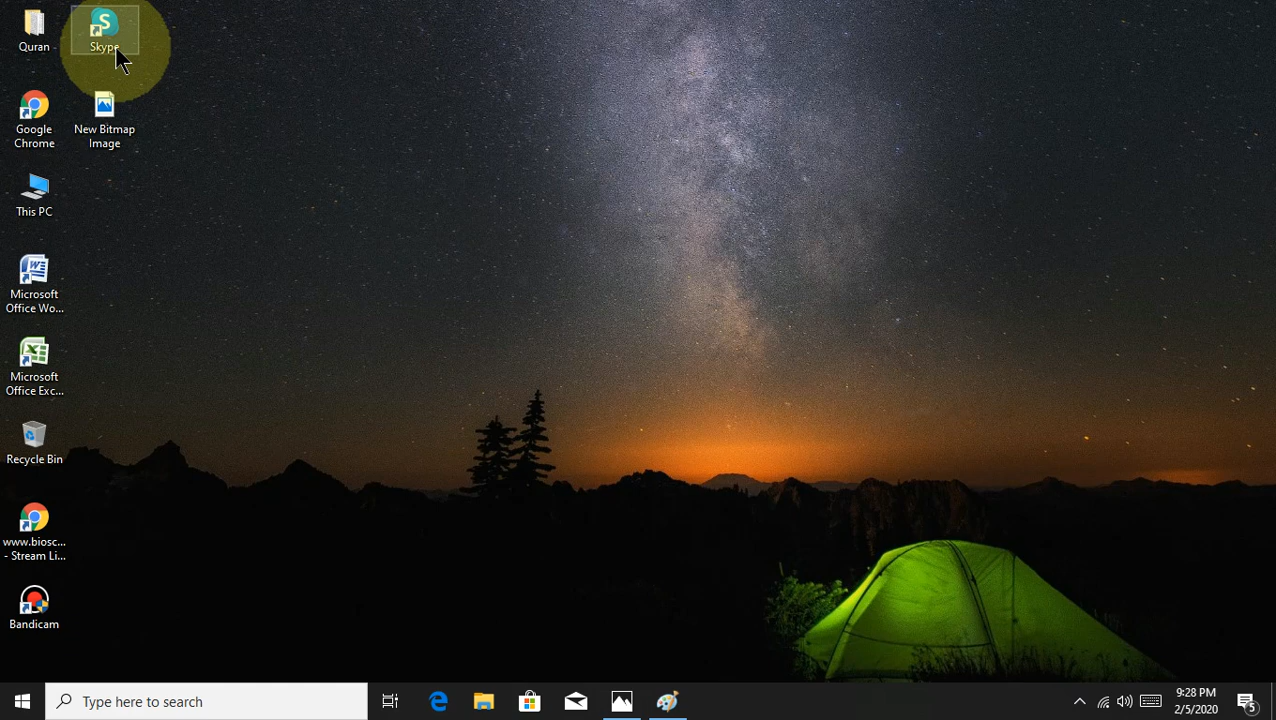 Quran
Skype
Google
Chrome
New Bitmap
Image
This PC
Microsoft
Office Wo...
Microsoft
Office Exc...
Recycle Bin
www.biosc...
- Stream Li...
Bandicam
Type here to search
9:28 PM
2/5/2020
5